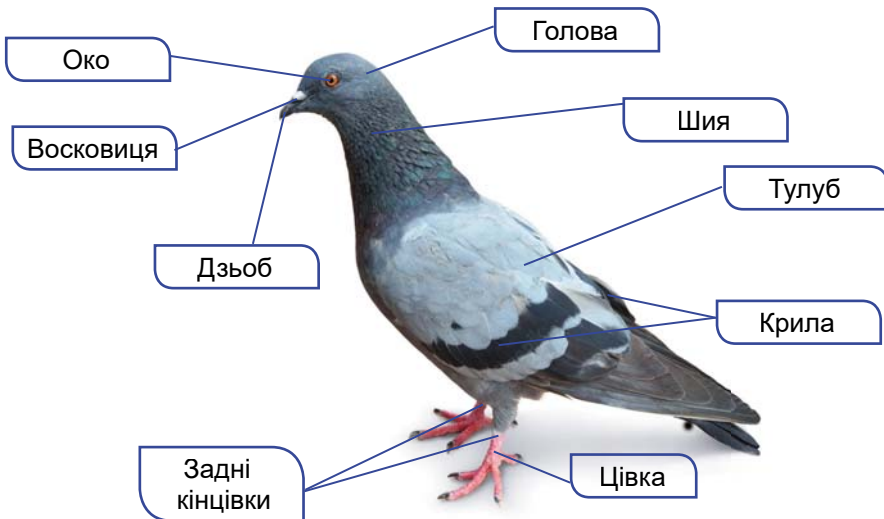 Голова
Око
Шия
Восковиця
Тулуб
Дзьоб
Крила
Задні
кінцівки
Цівка